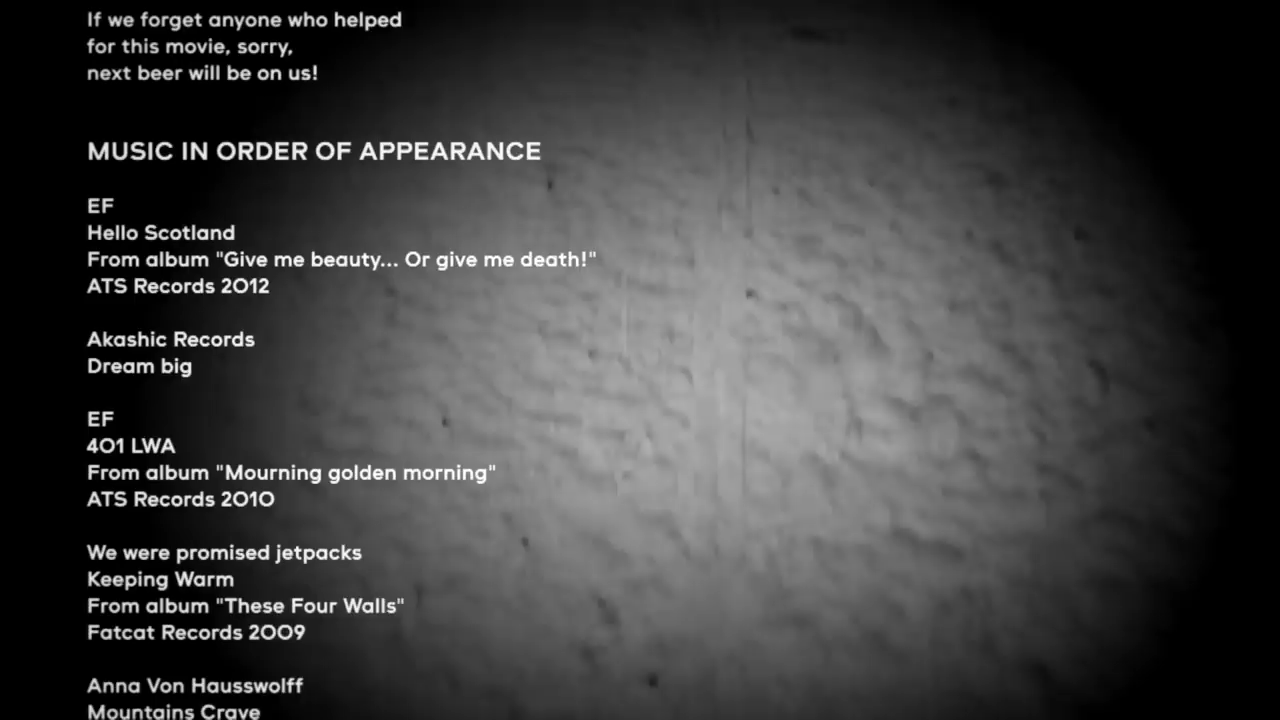 If we forget anyone who helped
for this movie, sorry,
next beer will be on us!
MUSIC IN ORDER OF APPEARANCE
EF
Hello Scotland
From album "Give me beauty... Or give me death!"
ATS Records 2012
Akashic Records
Dream big
EF
401 LWA
From album "Mourning golden morning"
ATS Records 2010
We were promised jetpacks
Keeping Warm
From album "These Four Walls"
Fatcat Records 2009
Anna Von Hausswolff
Mountains Crave